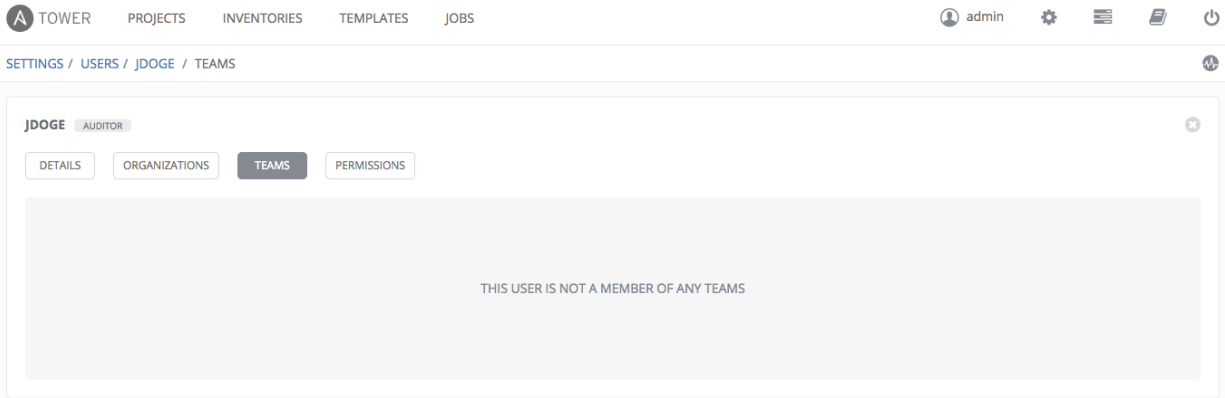 A TOWER PROJECTS INVENTORIES TEMPLATES JOBS admin
SETTINGS / USERS / JDOGE / TEAMS
JDOGE AUDITOR
DETAILS ORGANIZATIONS TEAMS PERMISSIONS
THIS USER IS NOT A MEMBER OF ANY TEAMS